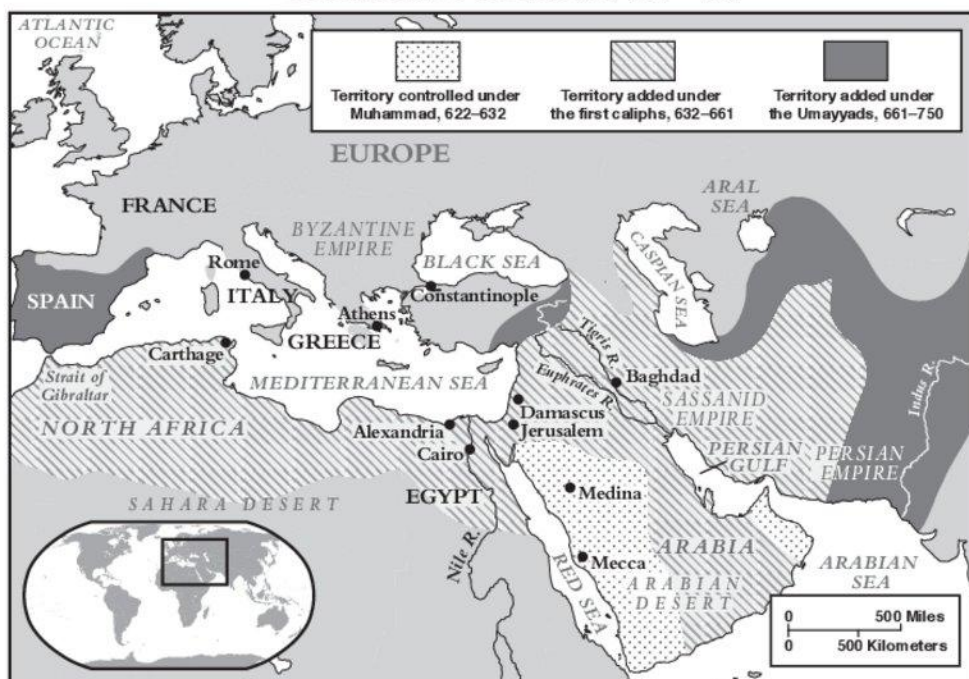 ATLANTIC
OCEAN
Territory controlled under
Muhammad, 622–632
Territory added under
the first caliphs, 632–661
Territory added under
the Umayyads, 661–750
EUROPE
FRANCE
ARAL
SEA
BYZANTINE
EMPIRE
CASPIAN SEA
Rome
BLACK SEA
SPAIN
ITALY
Constantinople
Athens
GREECE
Carthage
Tigris R.
Strait of
Gibraltar
MEDITERRANEAN SEA
Euphrates R.
Baghdad
Indus R.
SASSANID
EMPIRE
NORTH AFRICA
Alexandria
Damascus
Jerusalem
Cairo
PERSIAN
GULF
PERSIAN
EMPIRE
EGYPT
SAHARA DESERT
Medina
Nile R.
RED SEA
Mecca
ARABIA
ARABIAN
DESERT
ARABIAN
SEA
0 500 Miles
0 500 Kilometers